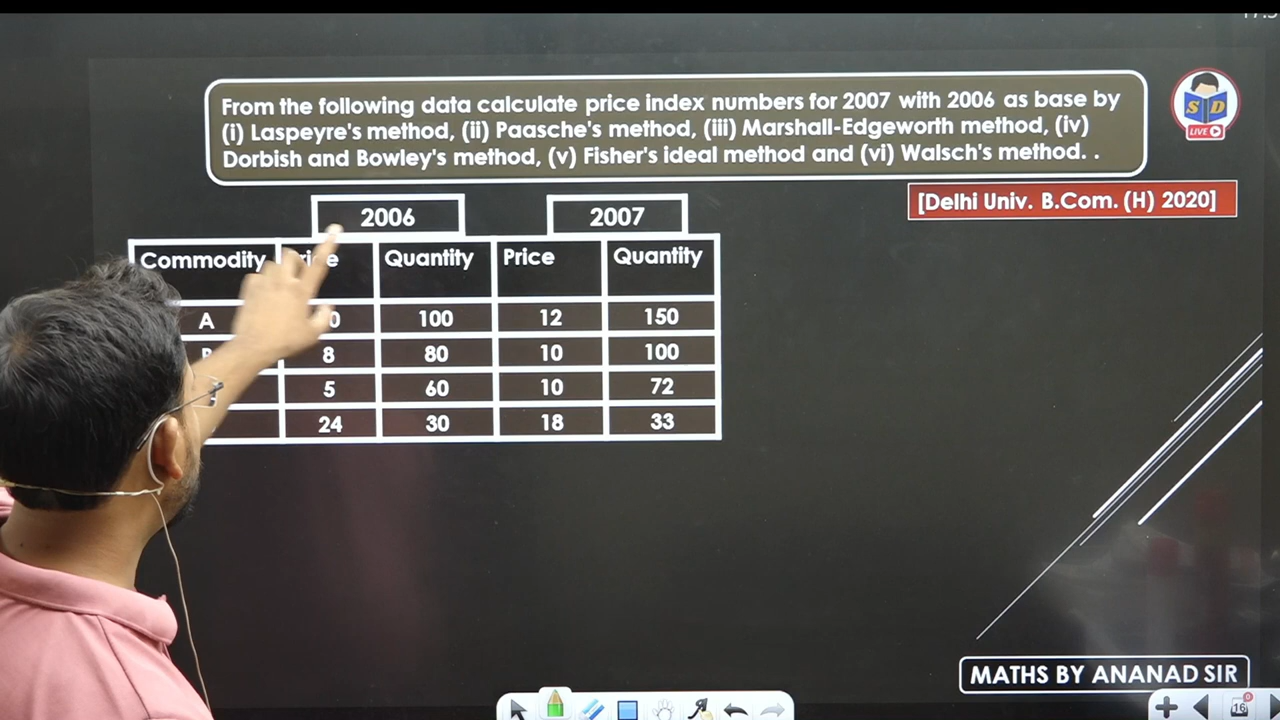 From the following data calculate price index numbers for 2007 with 2006 as base by
(i) Laspeyre's method, (ii) Paasche's method, (iii) Marshall-Edgeworth method, (iv)
Dorbish and Bowley's method, (v) Fisher's ideal method and (vi) Walsch's method. .
S D
LIVE
[Delhi Univ. B.Com. (H) 2020]
2006 2007
Commodity Quantity Price Quantity
A 100 12 150
8 80 10 100
5 60 10 72
24 30 18 33
MATHS BY ANANAD SIR
16